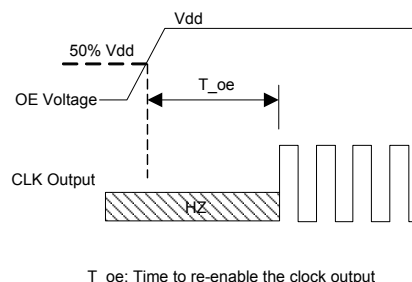 Vdd
50% Vdd
T_oe
OE Voltage
CLK Output
HZ
T_oe: Time to re-enable the clock output